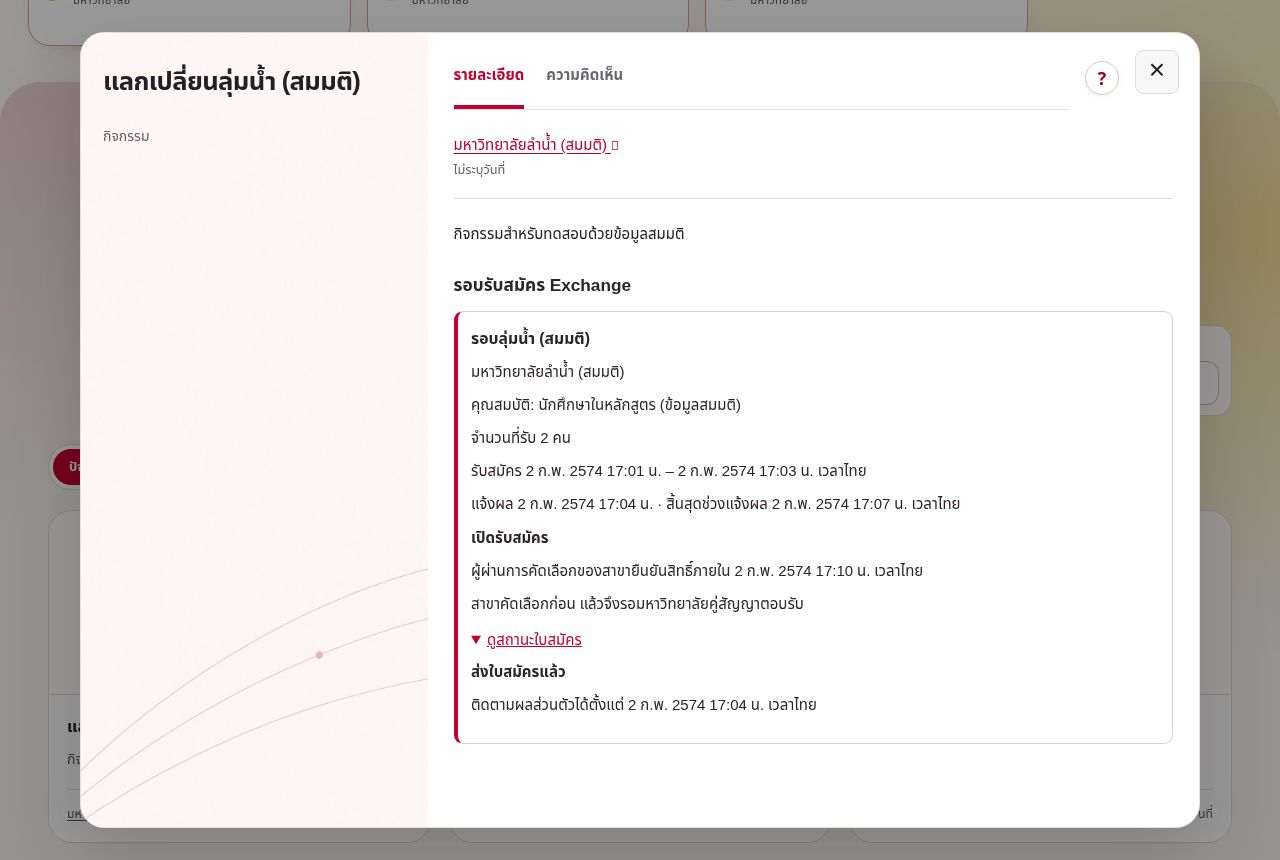 แลกเปลี่ยนลุ่มน้ำ (สมมติ)
กิจกรรม
รายละเอียด
ความคิดเห็น
?
✕
มหาวิทยาลัยลำน้ำ (สมมติ)
ไม่ระบุวันที่
กิจกรรมสำหรับทดสอบด้วยข้อมูลสมมติ
รอบรับสมัคร Exchange
รอบลุ่มน้ำ (สมมติ)
มหาวิทยาลัยลำน้ำ (สมมติ)
คุณสมบัติ: นักศึกษาในหลักสูตร (ข้อมูลสมมติ)
จำนวนที่รับ 2 คน
รับสมัคร 2 ก.พ. 2574 17:01 น. – 2 ก.พ. 2574 17:03 น. เวลาไทย
แจ้งผล 2 ก.พ. 2574 17:04 น. · สิ้นสุดช่วงแจ้งผล 2 ก.พ. 2574 17:07 น. เวลาไทย
เปิดรับสมัคร
ผู้ผ่านการคัดเลือกของสาขายืนยันสิทธิ์ภายใน 2 ก.พ. 2574 17:10 น. เวลาไทย
สาขาคัดเลือกก่อน แล้วจึงรอมหาวิทยาลัยคู่สัญญาตอบรับ
▼ ดูสถานะใบสมัคร
ส่งใบสมัครแล้ว
ติดตามผลส่วนตัวได้ตั้งแต่ 2 ก.พ. 2574 17:04 น. เวลาไทย